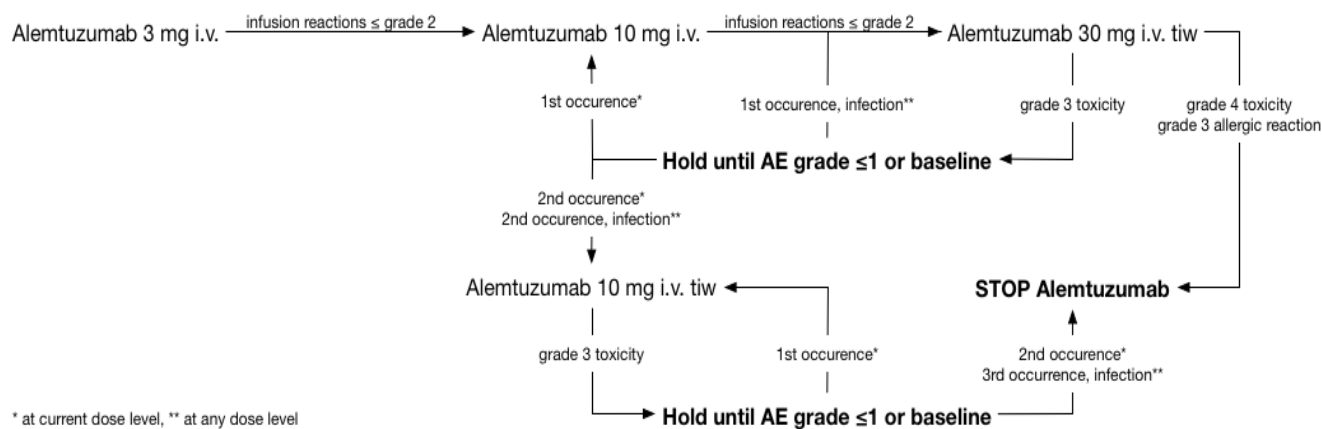 Alemtuzumab 3 mg i.v.
infusion reactions ≤ grade 2
Alemtuzumab 10 mg i.v.
infusion reactions ≤ grade 2
Alemtuzumab 30 mg i.v. tiw
1st occurence*
1st occurence, infection**
grade 3 toxicity
grade 4 toxicity
grade 3 allergic reaction
Hold until AE grade ≤1 or baseline
2nd occurence*
2nd occurence, infection**
Alemtuzumab 10 mg i.v. tiw
STOP Alemtuzumab
grade 3 toxicity
1st occurence*
2nd occurence*
3rd occurrence, infection**
Hold until AE grade ≤1 or baseline
* at current dose level, ** at any dose level